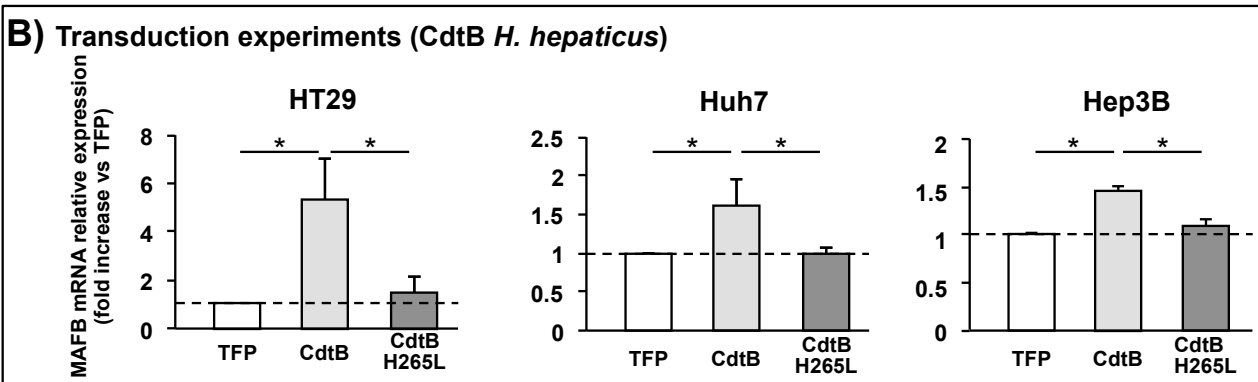 B) Transduction experiments (CdtB H. hepaticus)
MAFB mRNA relative expression
(fold increase vs TFP)
HT29
8
6
4
2
0
*
*
TFP
CdtB
CdtB
H265L
Huh7
2.5
2
1.5
1
0.5
0
*
*
TFP
CdtB
CdtB
H265L
Hep3B
2
1.5
1
0.5
0
*
*
TFP
CdtB
CdtB
H265L